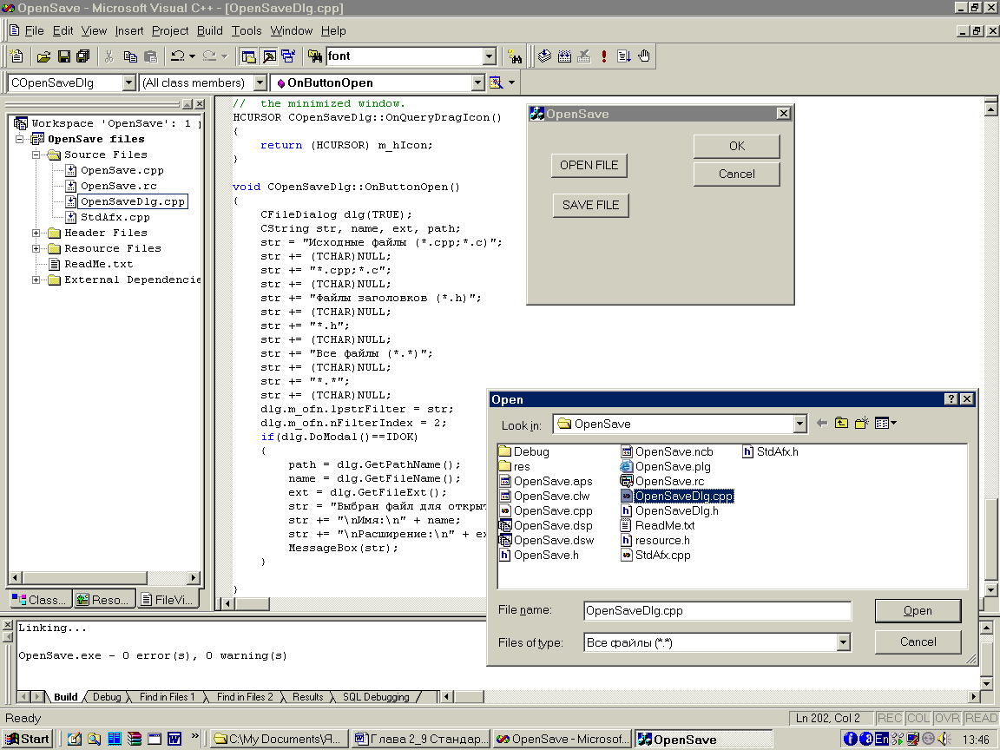 OpenSave - Microsoft Visual C++ - [OpenSaveDlg.cpp]
File Edit View Insert Project Build Tools Window Help
font
COpenSaveDlg (All class members) OnButtonOpen
Workspace 'OpenSave': 1
OpenSave files
Source Files
OpenSave.cpp
OpenSave.rc
OpenSaveDlg.cpp
StdAfx.cpp
Header Files
Resource Files
ReadMe.txt
External Dependencie
Class... Reso... FileVi...
// the minimized window.
HCURSOR COpenSaveDlg::OnQueryDragIcon()
{
return (HCURSOR) m_hIcon;
}
void COpenSaveDlg::OnButtonOpen()
{
CFileDialog dlg(TRUE);
CString str, name, ext, path;
str = "Исходные файлы (*.cpp;*.c)";
str += (TCHAR)NULL;
str += "*.cpp;*.c";
str += (TCHAR)NULL;
str += "Файлы заголовков (*.h)";
str += (TCHAR)NULL;
str += "*.h";
str += (TCHAR)NULL;
str += "Все файлы (*.*)";
str += (TCHAR)NULL;
str += "*.*";
str += (TCHAR)NULL;
dlg.m_ofn.lpstrFilter = str;
dlg.m_ofn.nFilterIndex = 2;
if(dlg.DoModal()==IDOK)
{
path = dlg.GetPathName();
name = dlg.GetFileName();
ext = dlg.GetFileExt();
str = "Выбран файл для открыт
str += "\nИмя:\n" + name;
str += "\nРасширение:\n" + ex
MessageBox(str);
}
}
OpenSave
OPEN FILE
SAVE FILE
OK
Cancel
Open
Look in: OpenSave
Debug
res
OpenSave.aps
OpenSave.clw
OpenSave.cpp
OpenSave.dsp
OpenSave.dsw
OpenSave.h
OpenSave.ncb
OpenSave.plg
OpenSave.rc
OpenSaveDlg.cpp
OpenSaveDlg.h
ReadMe.txt
resource.h
StdAfx.cpp
StdAfx.h
File name: OpenSaveDlg.cpp Open
Files of type: Все файлы (*.*) Cancel
Linking...
OpenSave.exe - 0 error(s), 0 warning(s)
Build Debug Find in Files 1 Find in Files 2 Results SQL Debugging
Ready Ln 202, Col 2 REC COL OVR READ
Start C:\My Documents\Я... Глава 2_9 Стандар... OpenSave - Microsof... OpenSave En 13:46